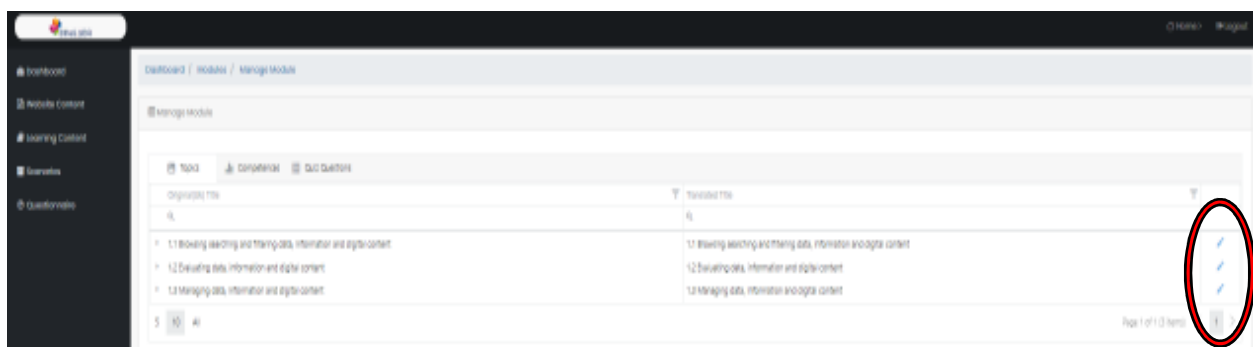 Home Logout
Dashboard
Dashboard / Modules / Manage Module
Website Content
Manage Module
Learning Content
Scenarios
Topics Competences Quiz Questions
Questionnaire
Original(EN) Title Translated Title
1.1 Browsing searching and filtering data, information and digital content 1.1 Browsing searching and filtering data, information and digital content
1.2 Evaluating data, information and digital content 1.2 Evaluating data, information and digital content
1.3 Managing data, information and digital content 1.3 Managing data, information and digital content
5 10 All Page 1 of 1 (3 items) 1